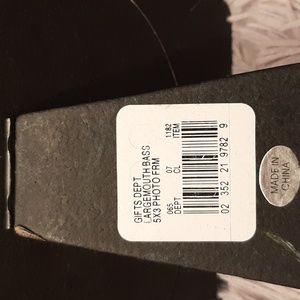 GIFTS DEPT
LARGEMOUTH BASS
5X3 PHOTO FRM
065 07 1182
DEPT CL ITEM
02 352 21 9782 9
MADE IN
CHINA